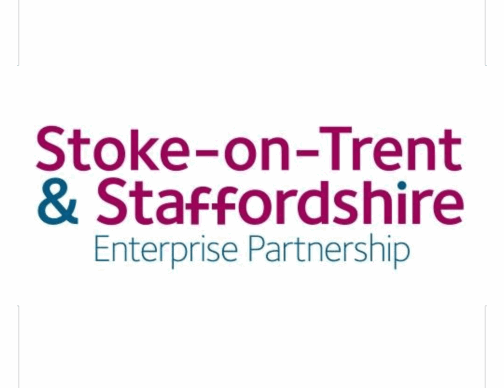 Stoke-on-Trent
& Staffordshire
Enterprise Partnership